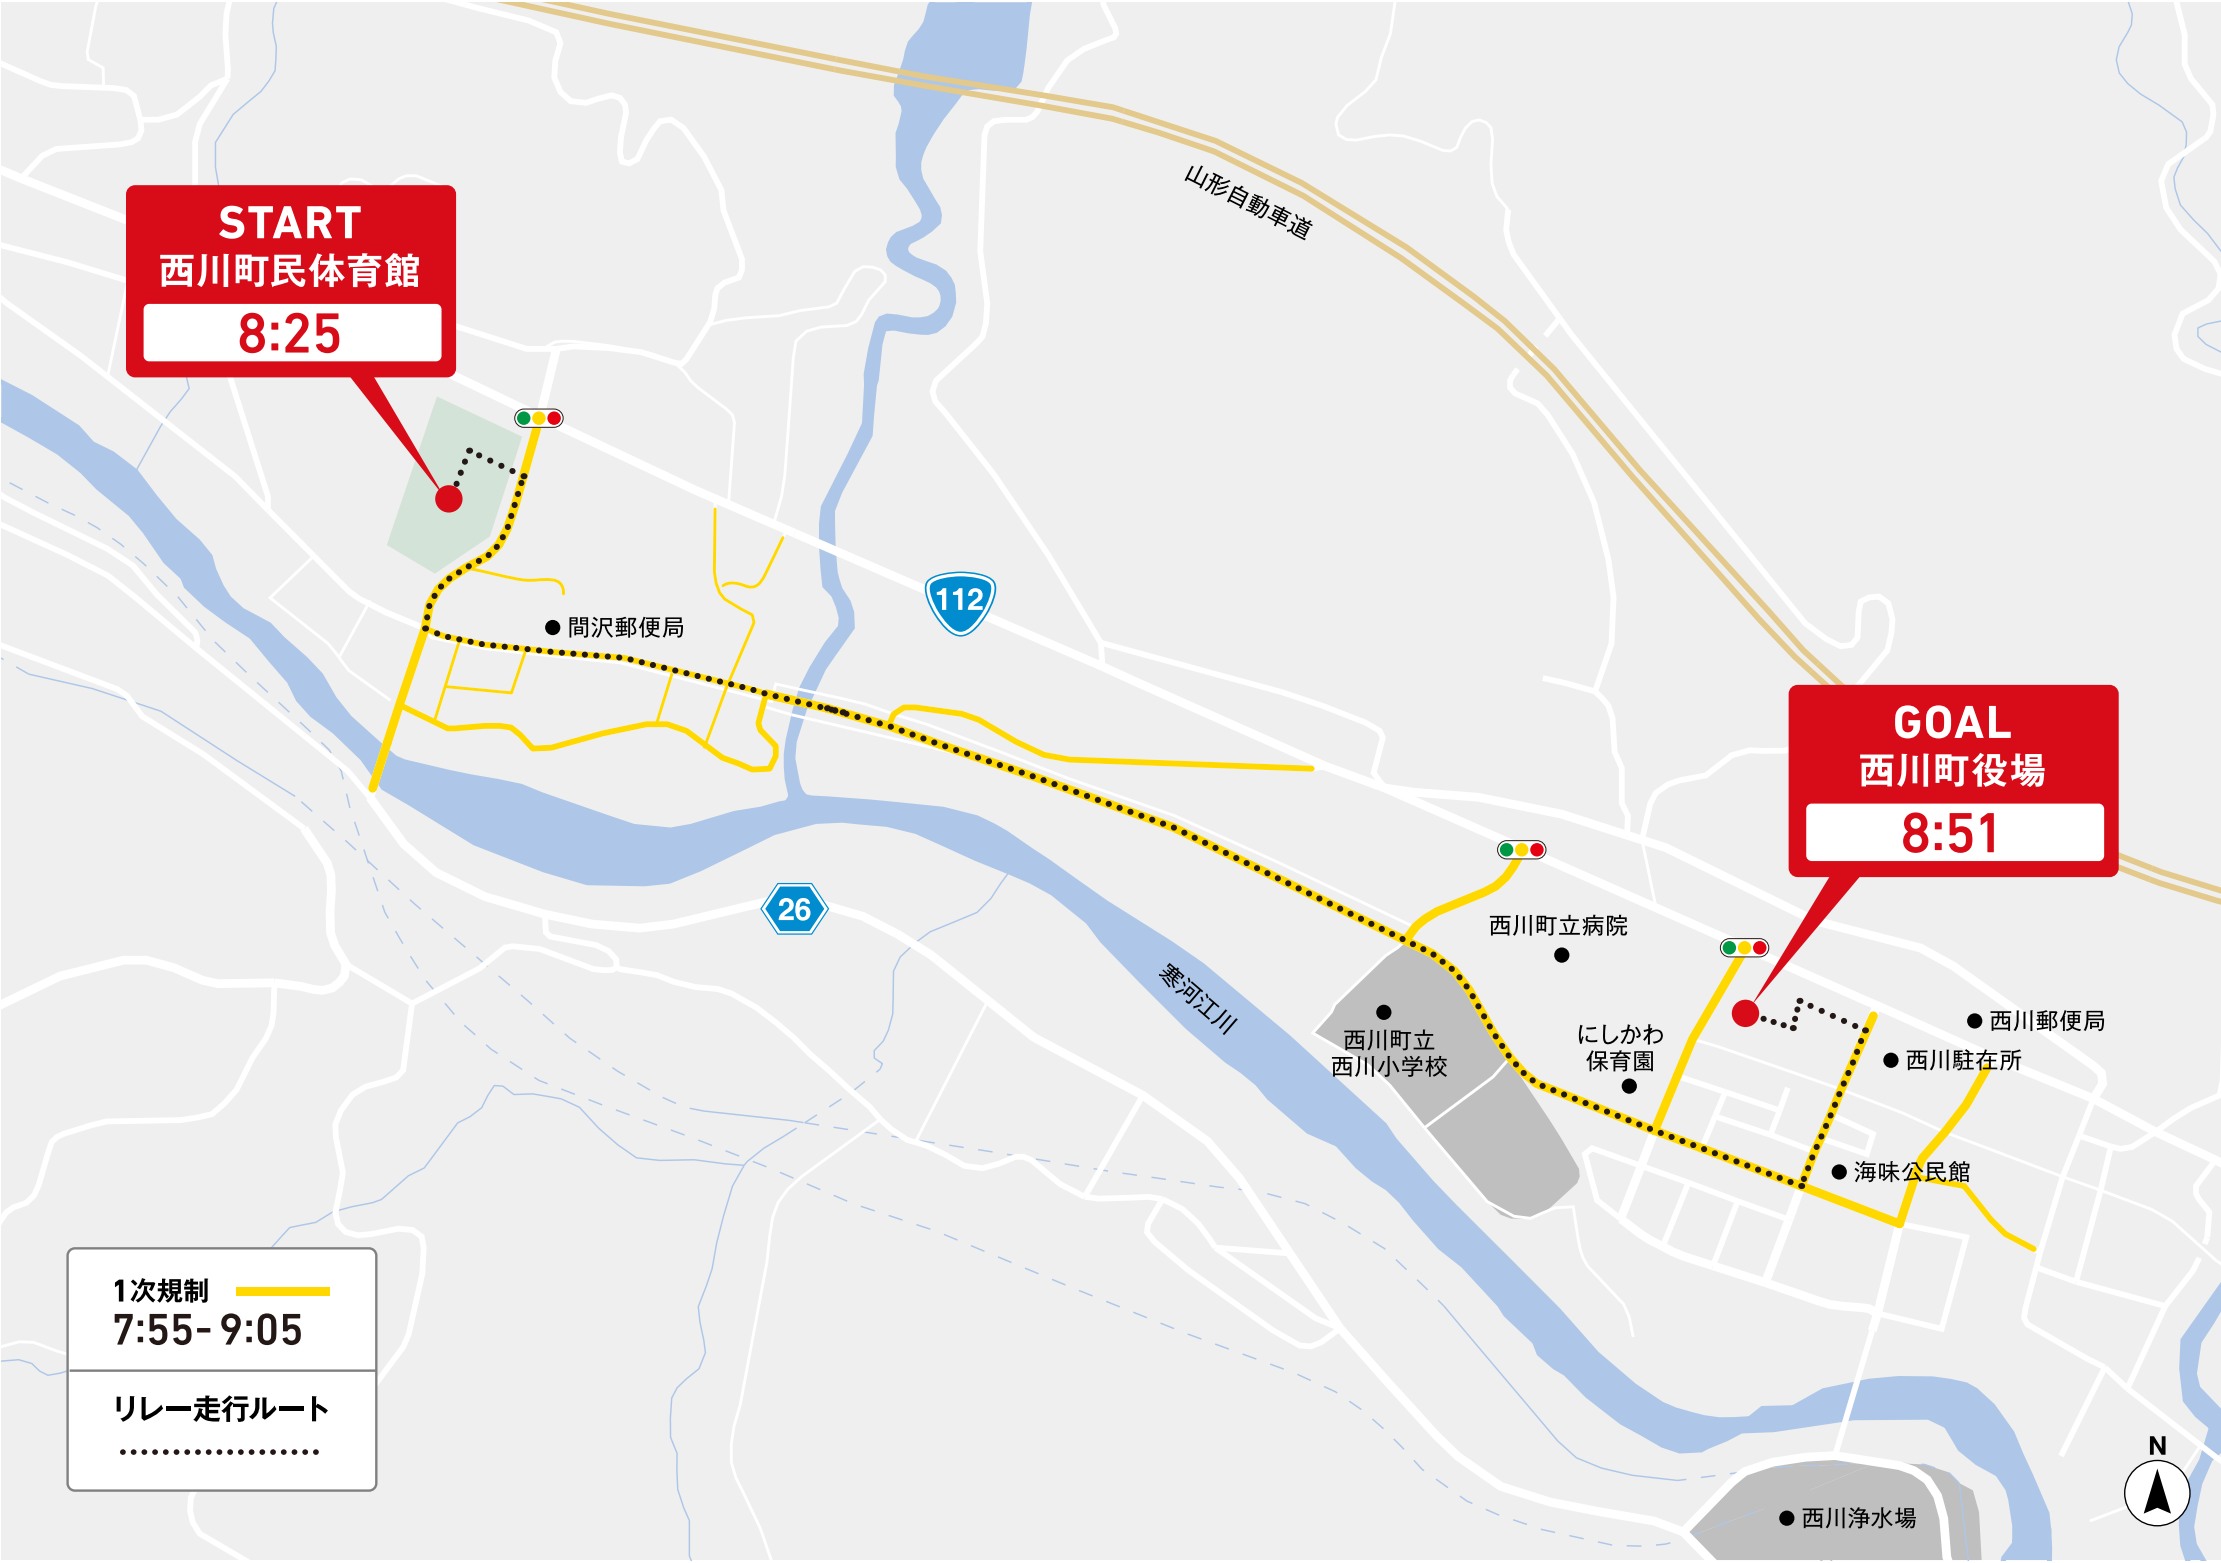 山形自動車道
START
西川町民体育館
8:25
112
間沢郵便局
GOAL
西川町役場
8:51
26
西川町立病院
寒河江川
西川町立
西川小学校
にしかわ
保育園
西川郵便局
西川駐在所
海味公民館
1次規制
7:55- 9:05
リレー走行ルート
N
西川浄水場